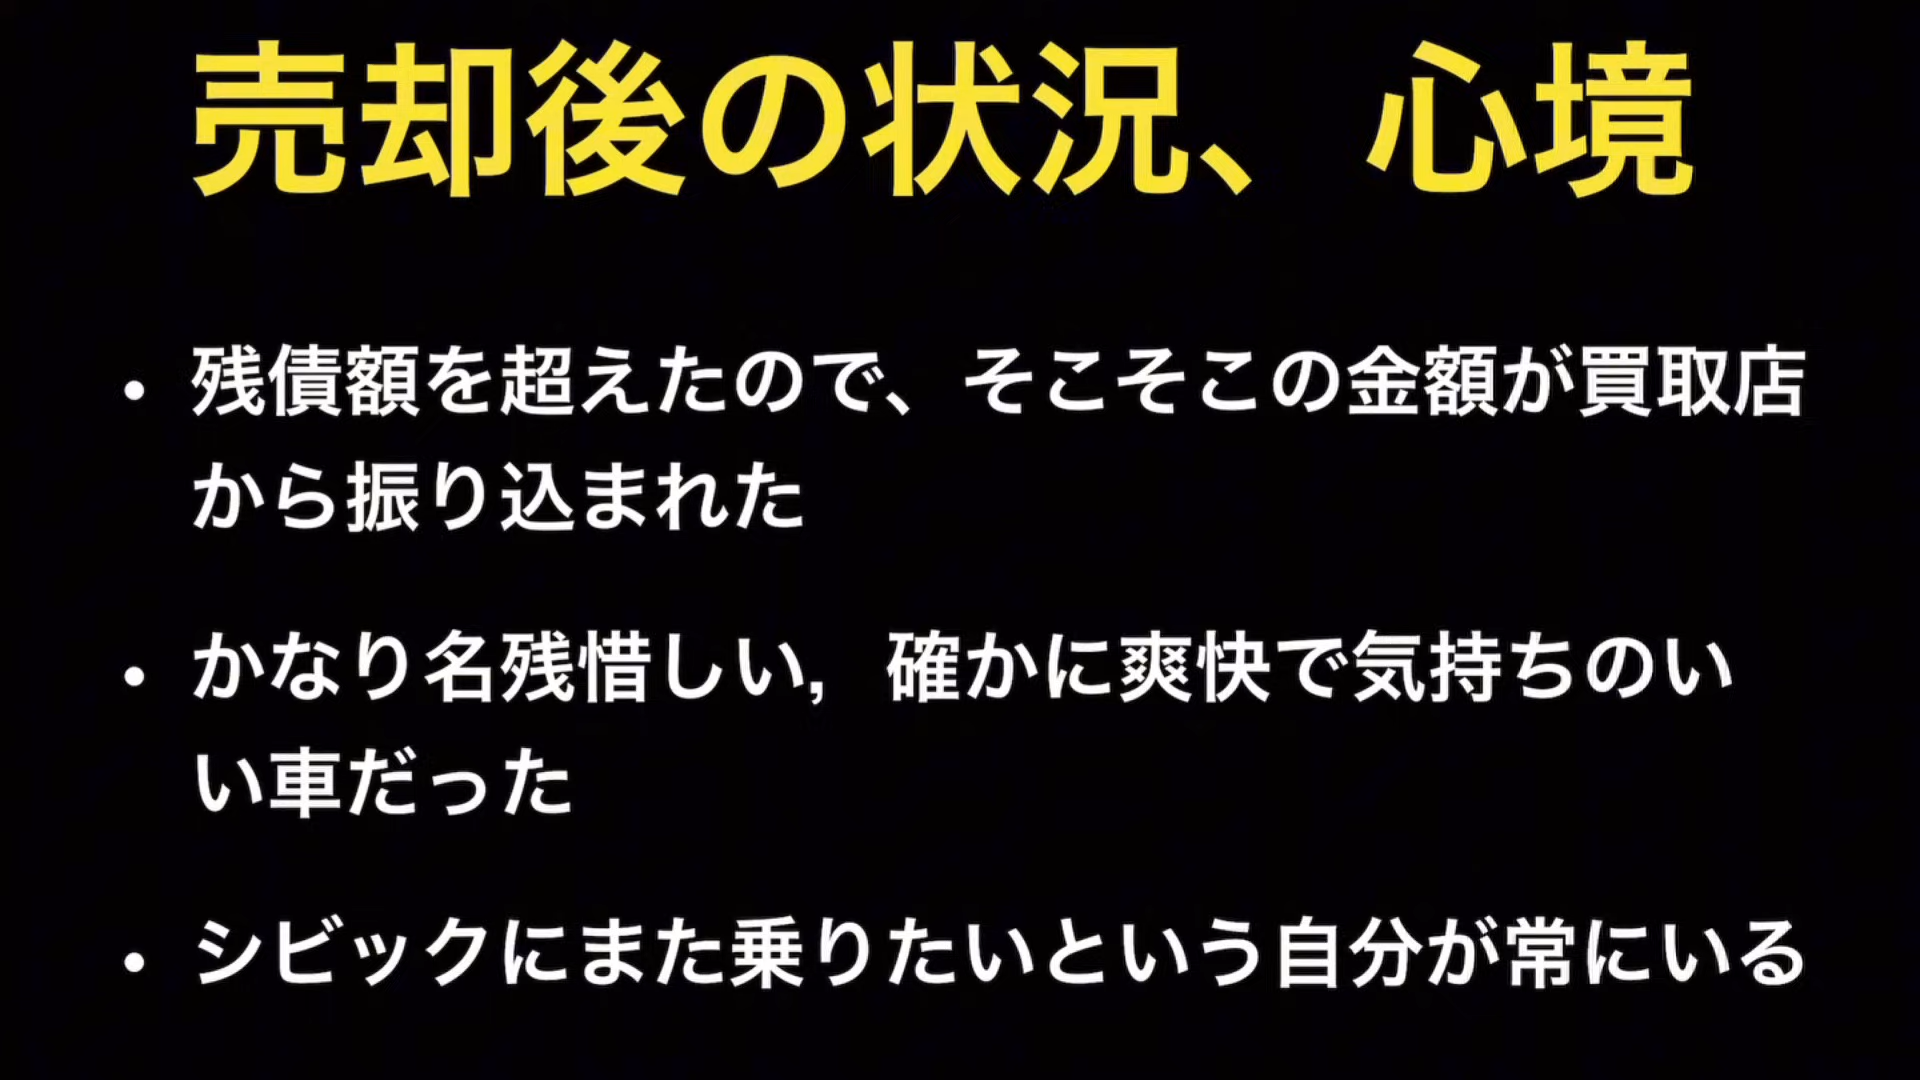 売却後の状況、心境
• 残債額を超えたので、そこそこの金額が買取店
から振り込まれた
• かなり名残惜しい，確かに爽快で気持ちのい
い車だった
• シビックにまた乗りたいという自分が常にいる